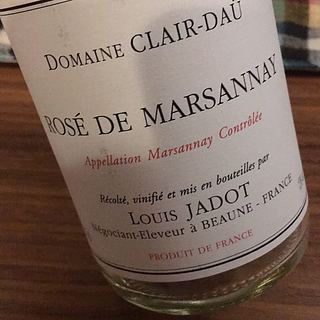 DOMAINE CLAIR-DAÜ
ROSÉ DE MARSANNAY
Appellation Marsannay Contrôlée
Récolté, vinifié et mis en bouteilles par
LOUIS JADOT
Négociant-Eleveur à BEAUNE - FRANCE
PRODUIT DE FRANCE